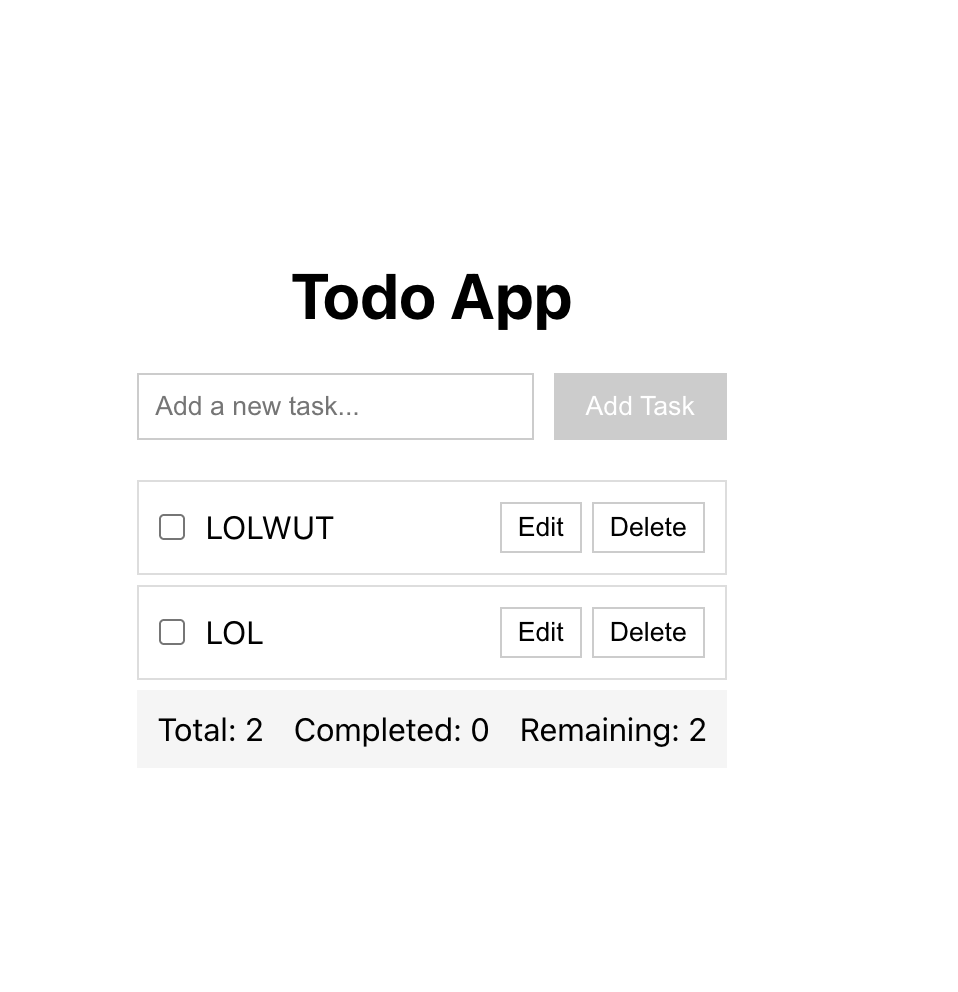 Todo App
Add a new task... Add Task
LOLWUT Edit Delete
LOL Edit Delete
Total: 2 Completed: 0 Remaining: 2